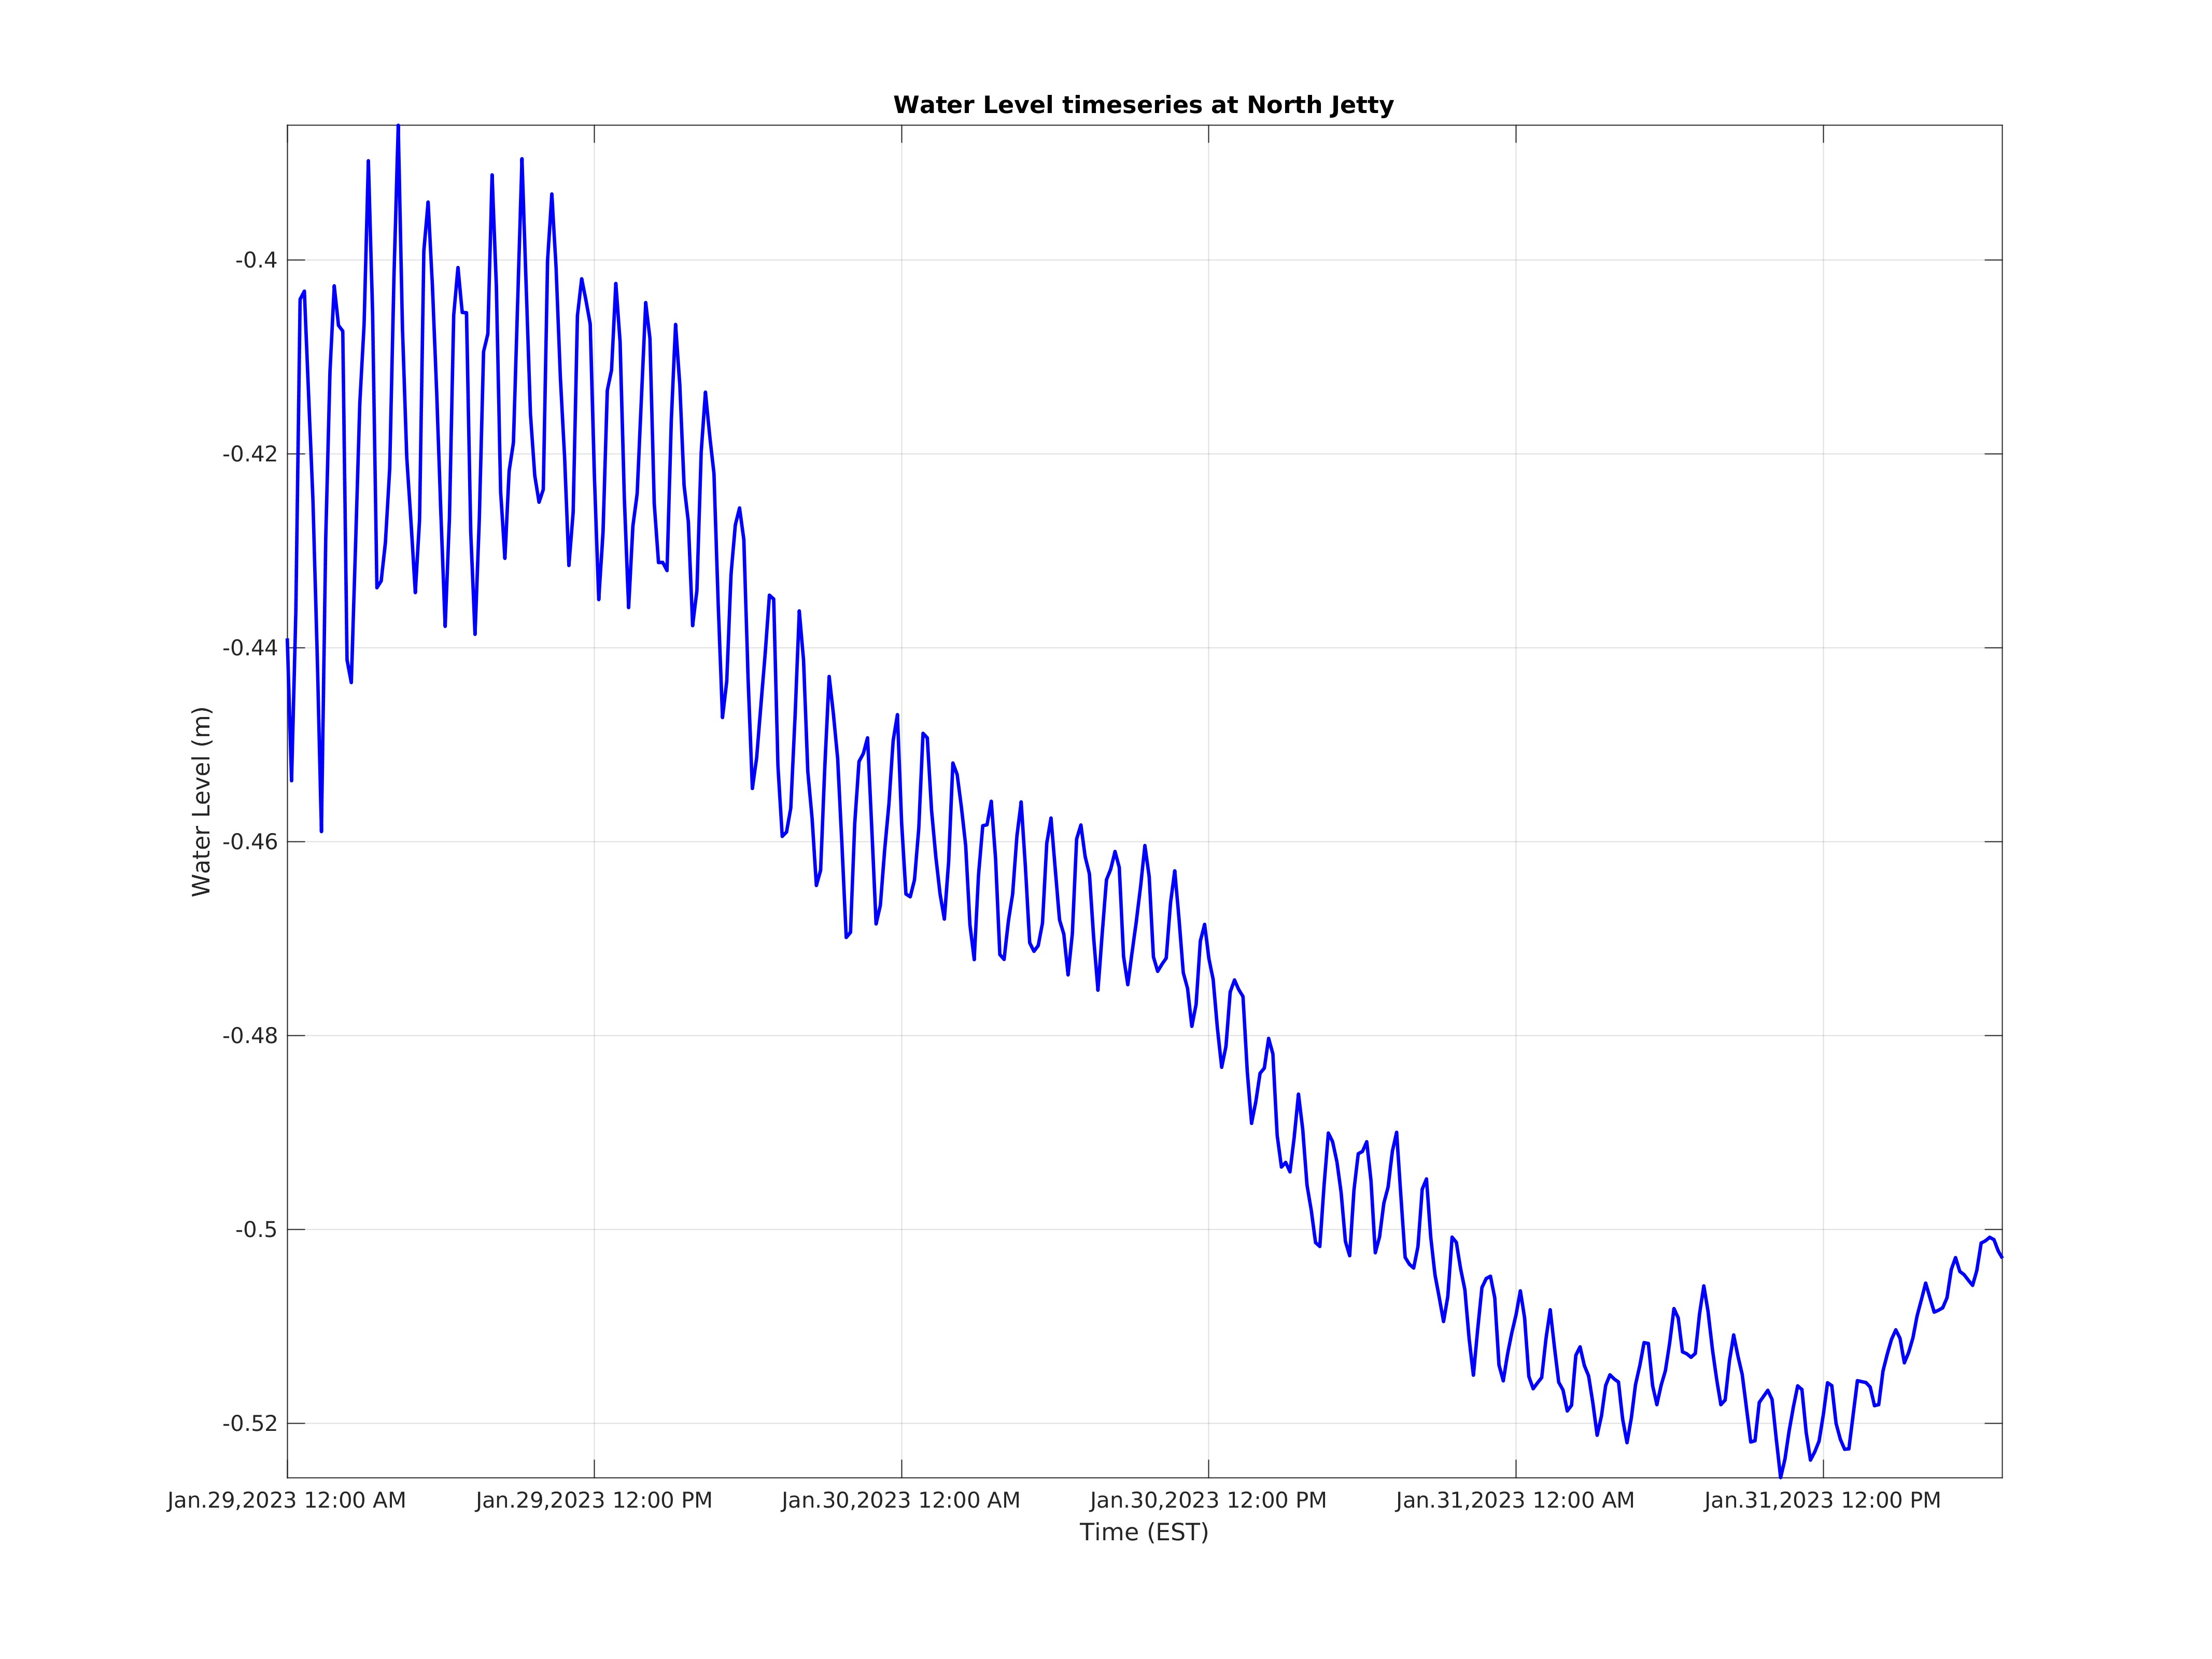 Water Level timeseries at North Jetty
-0.4
-0.42
-0.44
-0.46
-0.48
-0.5
-0.52
Water Level (m)
Jan.29,2023 12:00 AM
Jan.29,2023 12:00 PM
Jan.30,2023 12:00 AM
Jan.30,2023 12:00 PM
Jan.31,2023 12:00 AM
Jan.31,2023 12:00 PM
Time (EST)